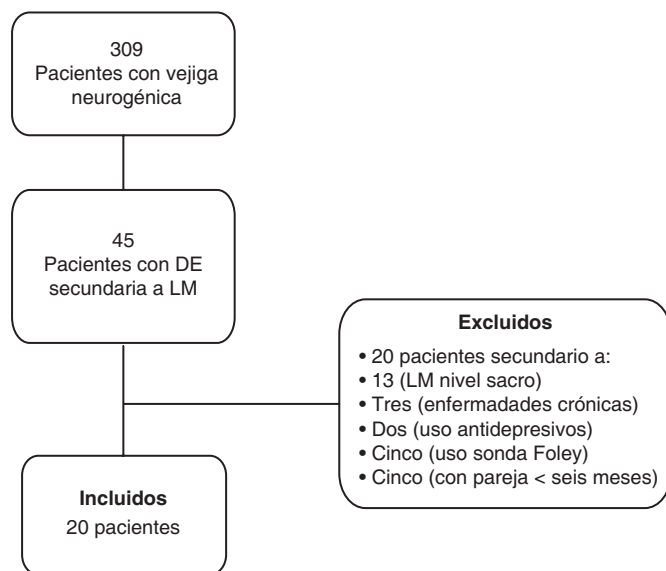 309
Pacientes con vejiga
neurogénica
45
Pacientes con DE
secundaria a LM
Excluidos
• 20 pacientes secundario a:
• 13 (LM nivel sacro)
• Tres (enfermadades crónicas)
• Dos (uso antidepresivos)
• Cinco (uso sonda Foley)
• Cinco (con pareja < seis meses)
Incluidos
20 pacientes